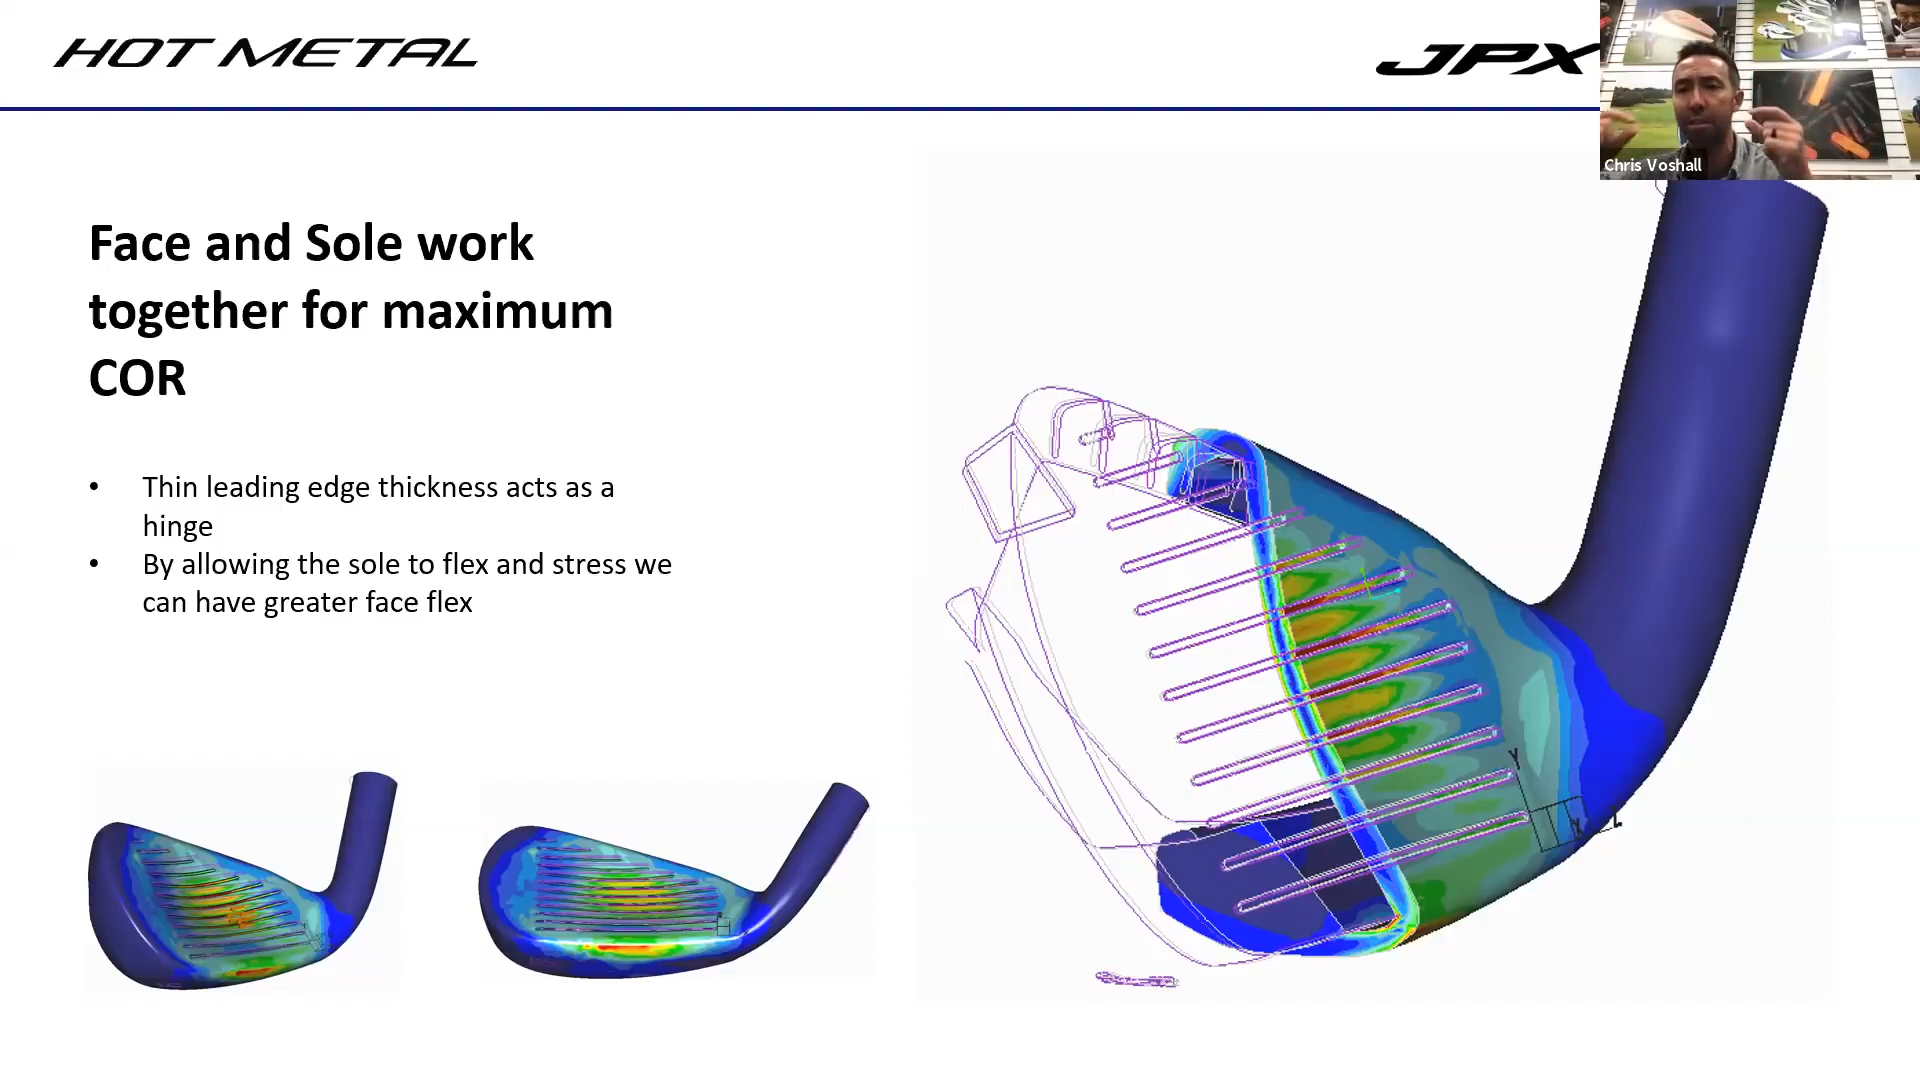 HOT METAL
JPX
Chris Voshall
Face and Sole work
together for maximum
COR
• Thin leading edge thickness acts as a
hinge
• By allowing the sole to flex and stress we
can have greater face flex
Y